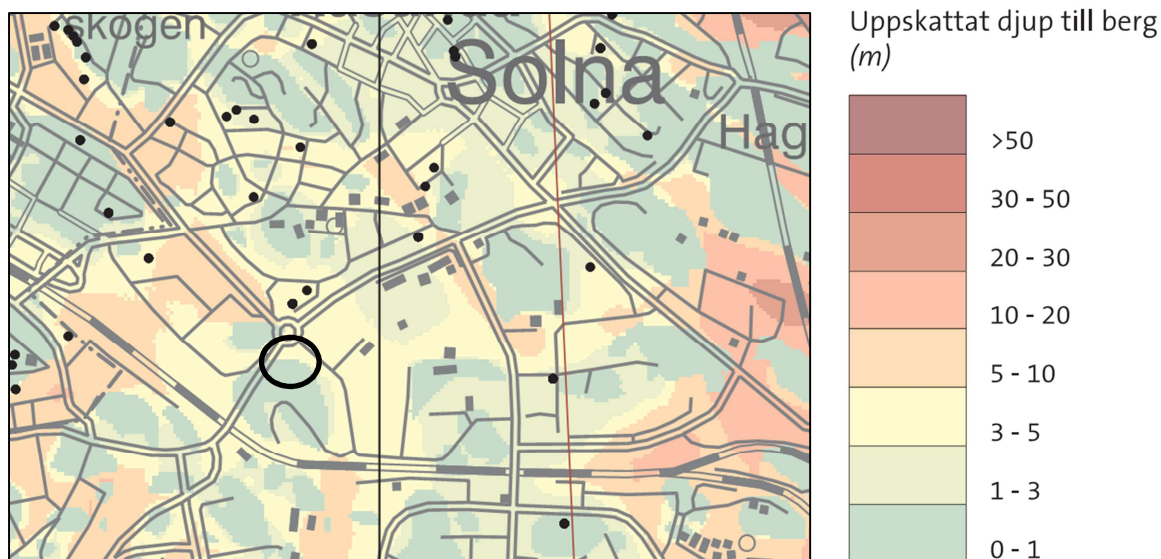 skogen
Solna
Hag
Uppskattat djup till berg
(m)
>50
30 - 50
20 - 30
10 - 20
5 - 10
3 - 5
1 - 3
0 - 1